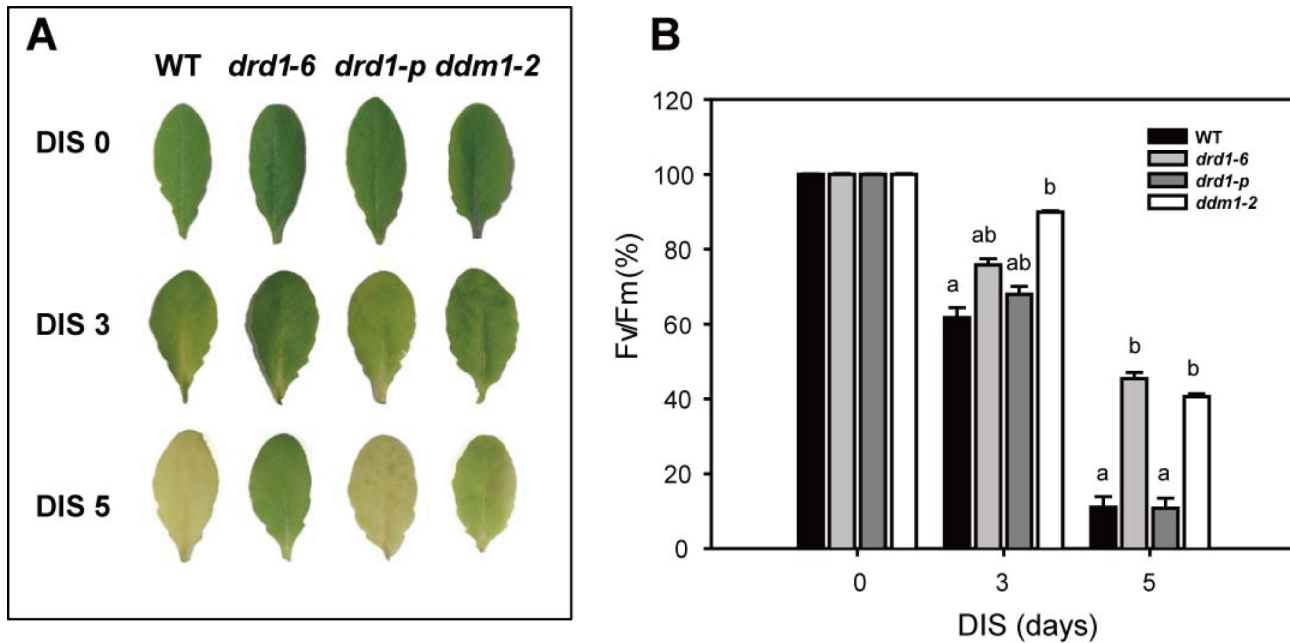 A
WT drd1-6 drd1-p ddm1-2
DIS 0
DIS 3
DIS 5
B
120
100
80
60
40
20
0
Fv/Fm(%)
WT
drd1-6
drd1-p
ddm1-2
a
ab
ab
b
a
b
a
b
0 3 5
DIS (days)